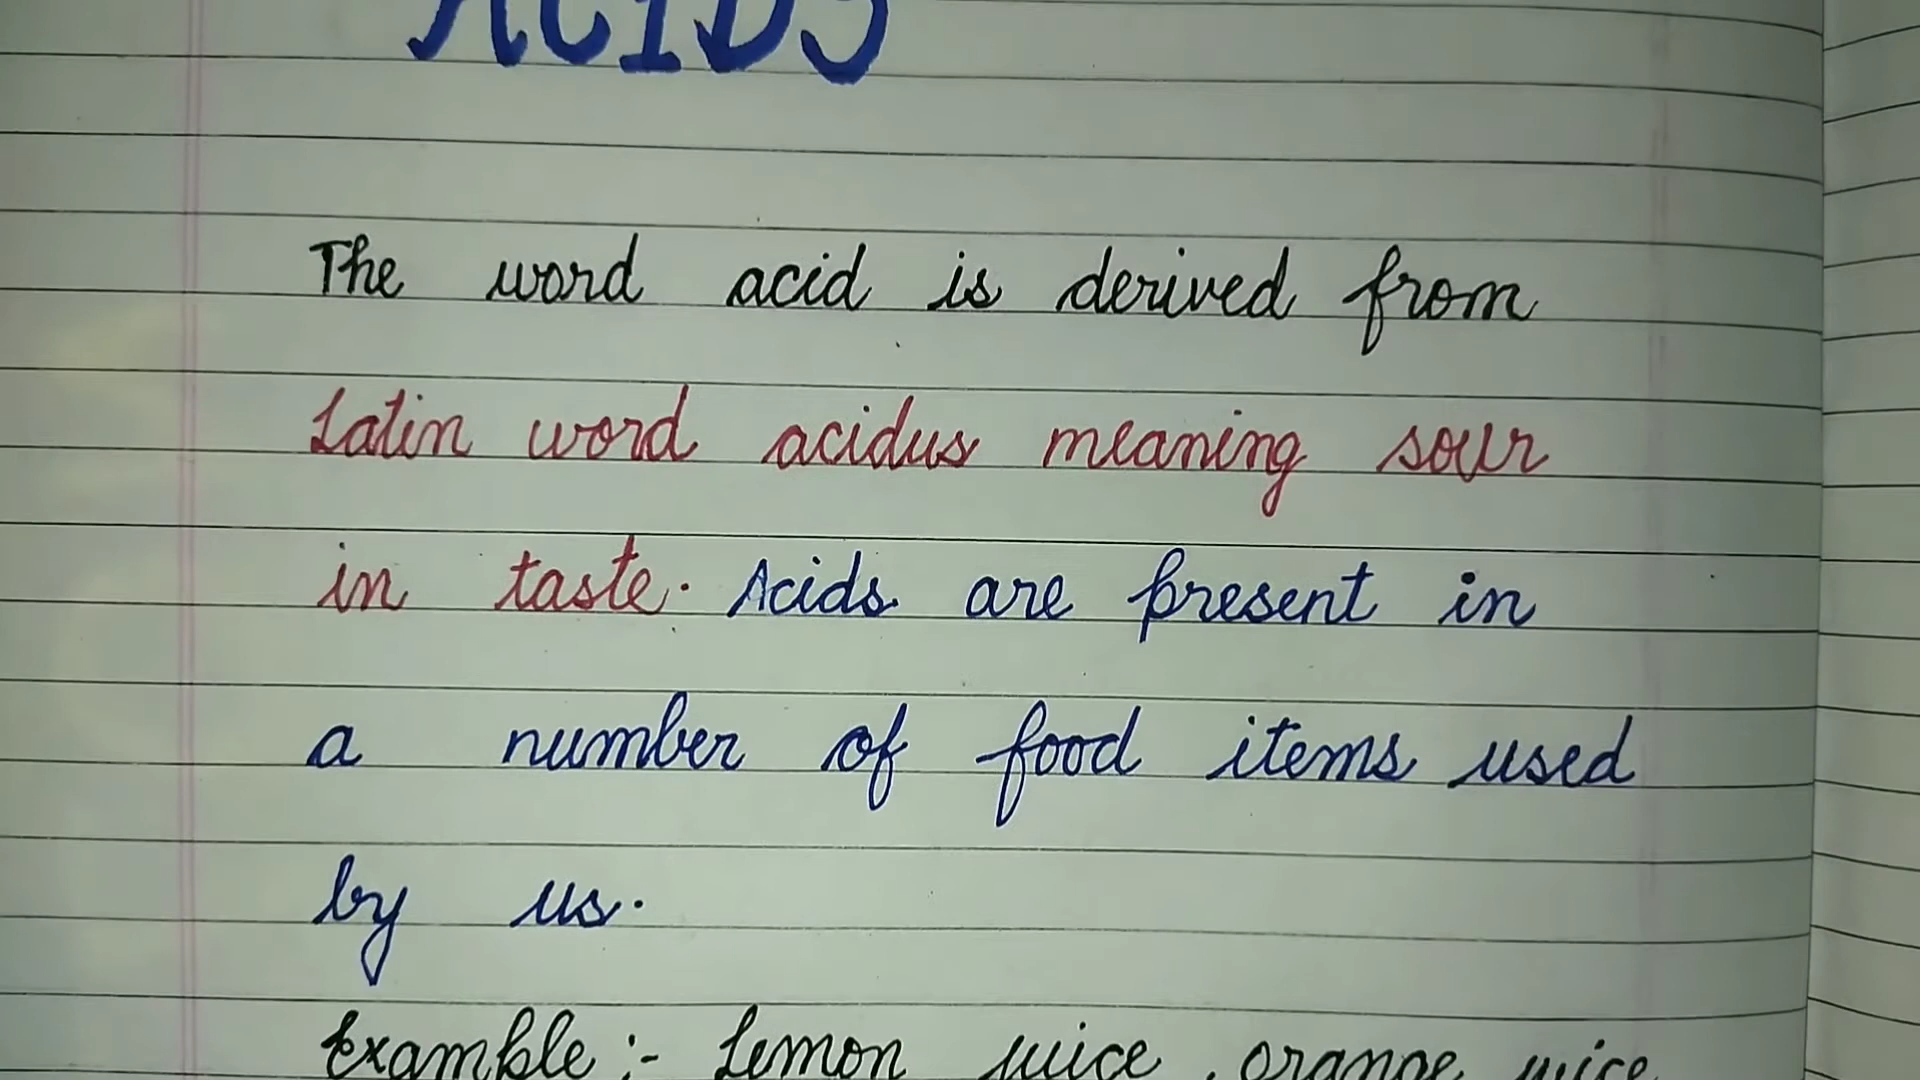 ACIDS
The word acid is derived from
Latin word acidus meaning sour
in taste. Acids are present in
a number of food items used
by us.
Example :- Lemon juice, orange juice